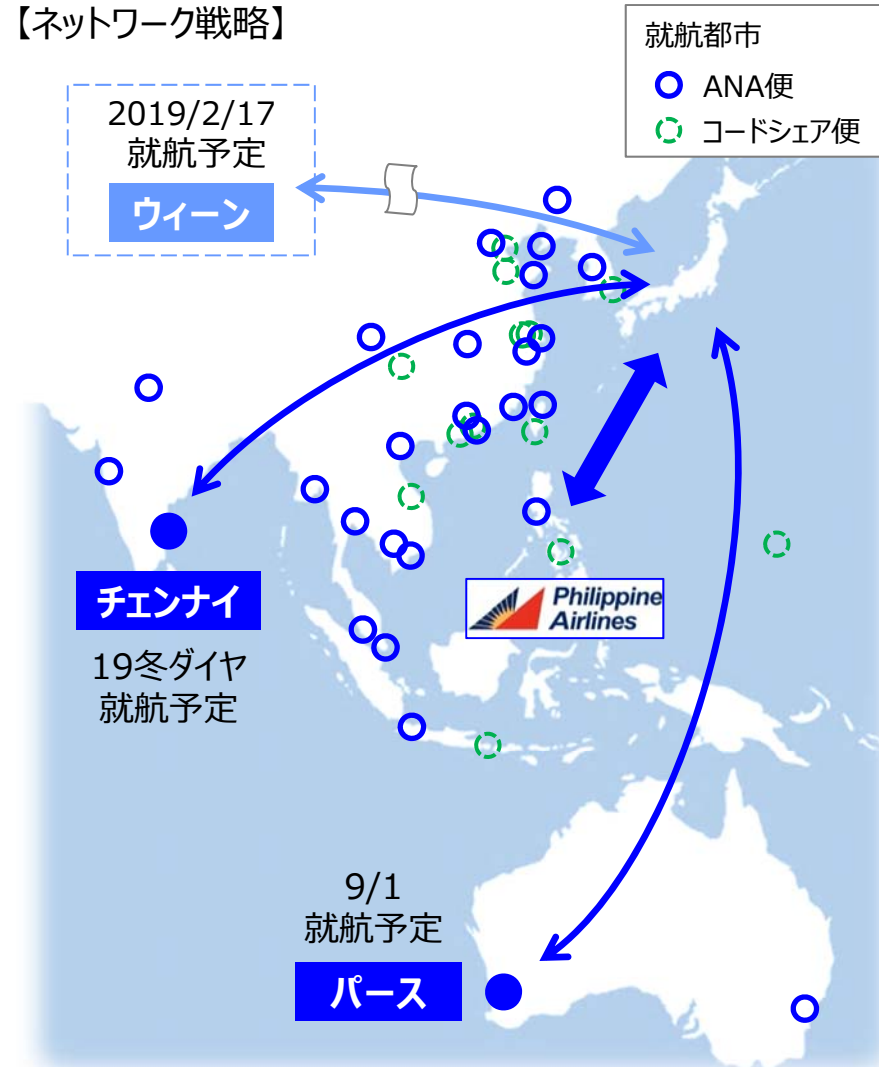 【ネットワーク戦略】
就航都市
ANA便
コードシェア便
2019/2/17
就航予定
ウィーン
チェンナイ
19冬ダイヤ
就航予定
Philippine
Airlines
9/1
就航予定
パース